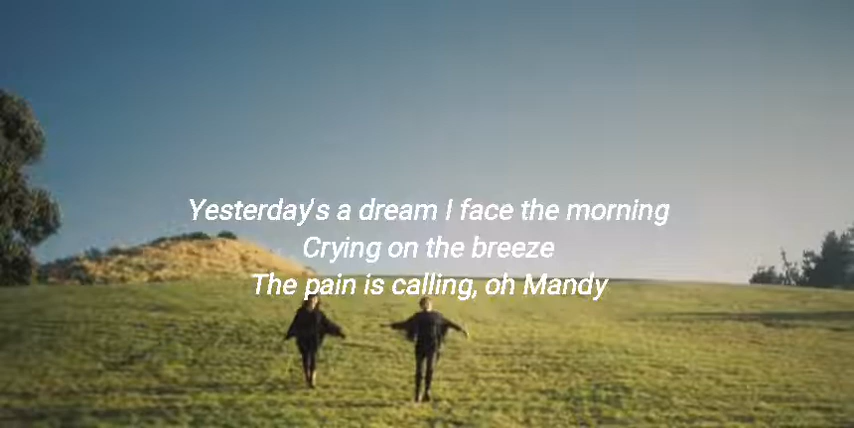 Yesterday's a dream I face the morning
Crying on the breeze
The pain is calling, oh Mandy